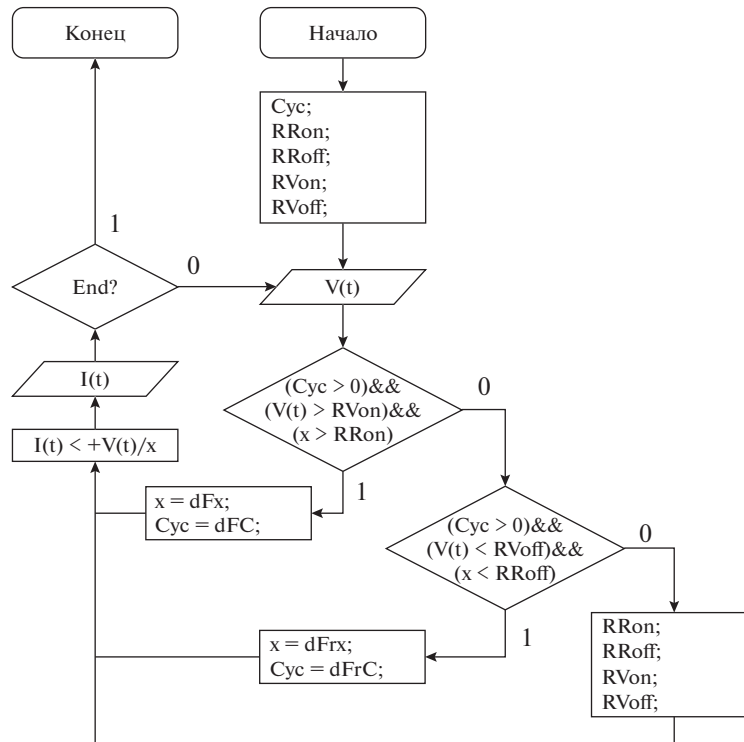 Конец
Начало
Cyc;
RRon;
RRoff;
RVon;
RVoff;
1
End?
0
V(t)
I(t)
(Cyc > 0)&&
(V(t) > RVon)&&
(x > RRon)
0
I(t) < +V(t)/x
1
x = dFx;
Cyc = dFC;
(Cyc > 0)&&
(V(t) < RVoff)&&
(x < RRoff)
0
1
x = dFrx;
Cyc = dFrC;
RRon;
RRoff;
RVon;
RVoff;